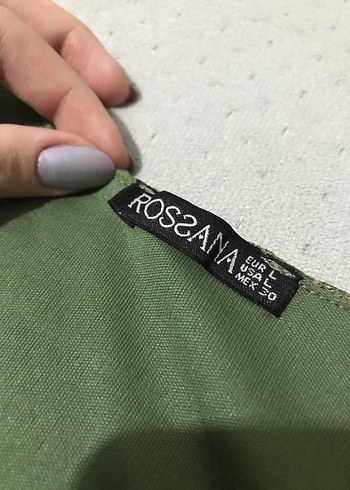 ROSSANA
EUR L
USA L
MEX 30